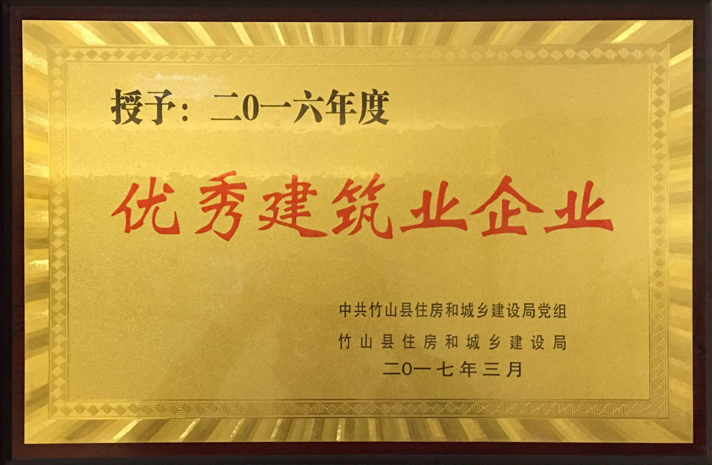 授予：二〇一六年度
优秀建筑业企业
中共竹山县住房和城乡建设局党组
竹山县住房和城乡建设局
二〇一七年三月